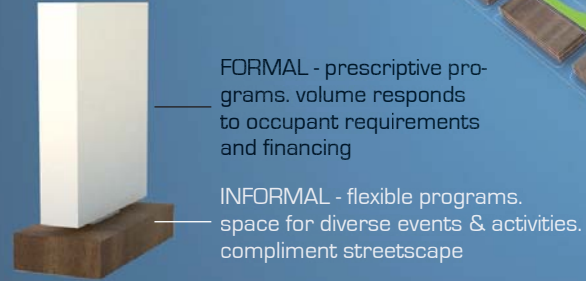 FORMAL - prescriptive pro-
grams. volume responds
to occupant requirements
and financing
INFORMAL - flexible programs.
space for diverse events & activities.
compliment streetscape